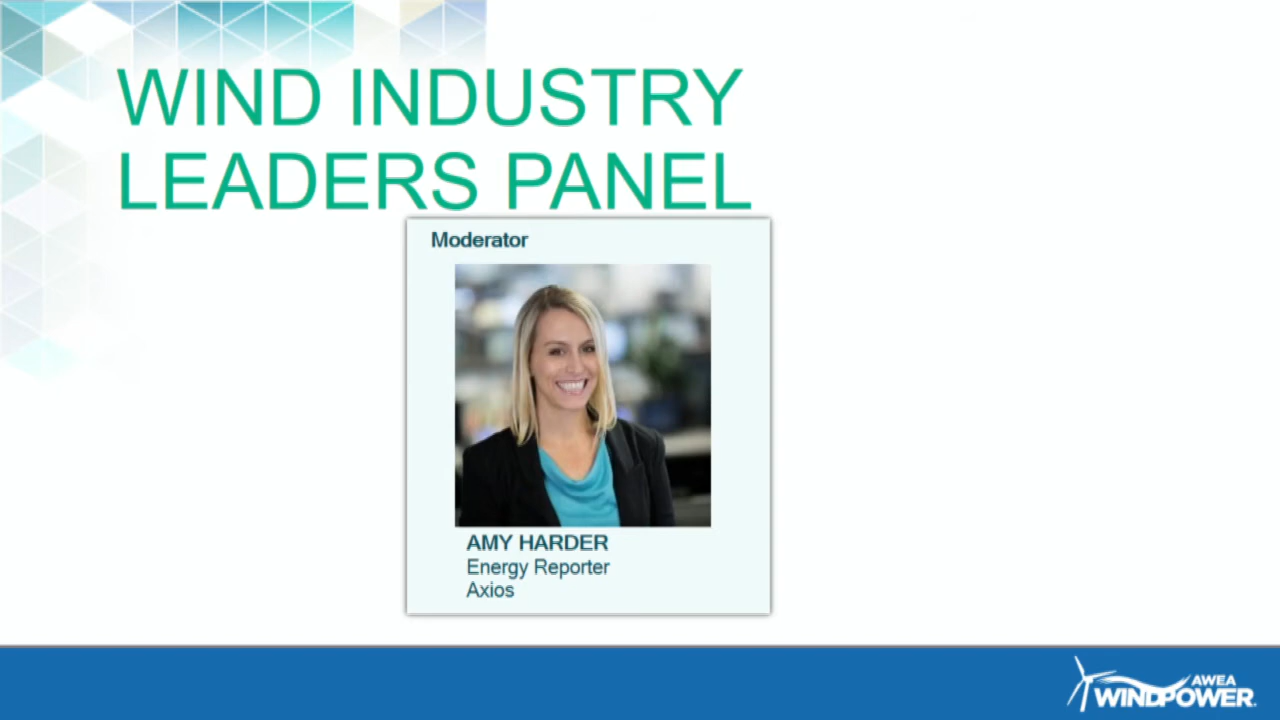 WIND INDUSTRY
LEADERS PANEL
Moderator
AMY HARDER
Energy Reporter
Axios
AWEA
WINDPOWER